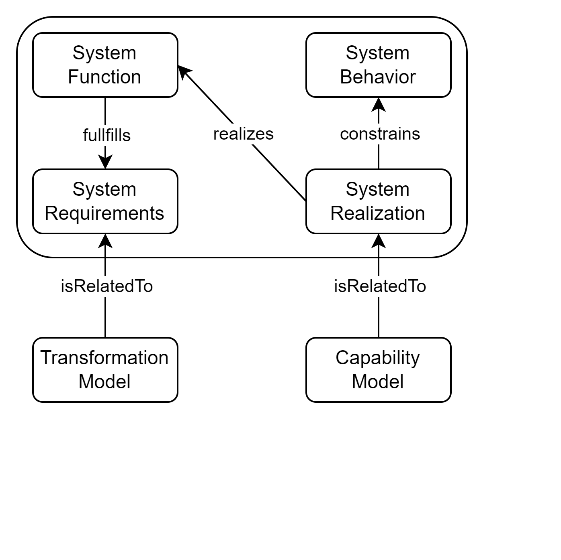 System
Function
System
Behavior
fullfills
realizes
constrains
System
Requirements
System
Realization
isRelatedTo
isRelatedTo
Transformation
Model
Capability
Model